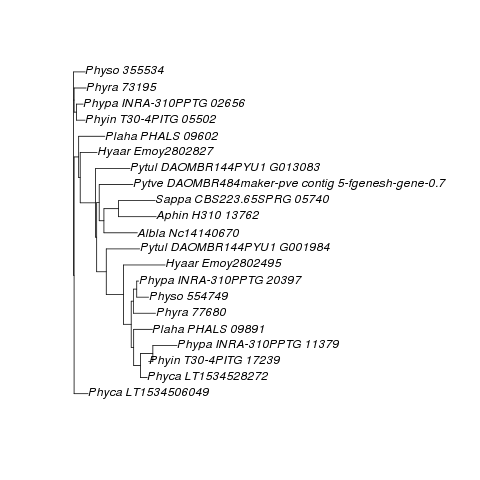 Physo 355534
Phyra 73195
Phypa INRA-310PPTG 02656
Phyin T30-4PITG 05502
Plaha PHALS 09602
Hyaar Emoy2802827
Pytul DAOMBR144PYU1 G013083
Pytve DAOMBR484maker-pve contig 5-fgenesh-gene-0.7
Sappa CBS223.65SPRG 05740
Aphin H310 13762
Albla Nc14140670
Pytul DAOMBR144PYU1 G001984
Hyaar Emoy2802495
Phypa INRA-310PPTG 20397
Physo 554749
Phyra 77680
Plaha PHALS 09891
Phypa INRA-310PPTG 11379
Phyin T30-4PITG 17239
Phyca LT1534528272
Phyca LT1534506049